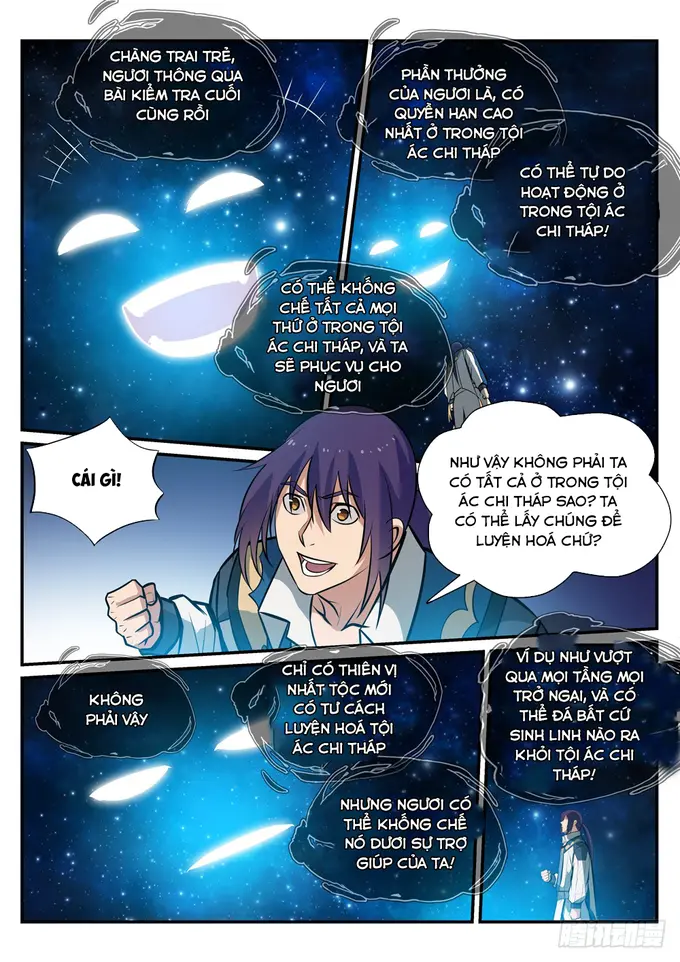 CHÀNG TRAI TRẺ,
NGƯƠI THÔNG QUA
BÀI KIỂM TRA CUỐI
CÙNG RỒI
PHẦN THƯỞNG
CỦA NGƯƠI LÀ, CÓ
QUYỀN HẠN CAO
NHẤT Ở TRONG TỘI
ÁC CHI THÁP
CÓ THỂ TỰ DO
HOẠT ĐỘNG Ở
TRONG TỘI ÁC
CHI THÁP!
CÓ THỂ KHỐNG
CHẾ TẤT CẢ MỌI
THỨ Ở TRONG TỘI
ÁC CHI THÁP, VÀ TA
SẼ PHỤC VỤ CHO
NGƯƠI
CÁI GÌ!
NHƯ VẬY KHÔNG PHẢI TA
CÓ TẤT CẢ Ở TRONG TỘI
ÁC CHI THÁP SAO? TA
CÓ THỂ LẤY CHÚNG ĐỂ
LUYỆN HOÁ CHỨ?
KHÔNG
PHẢI VẬY
CHỈ CÓ THIÊN VỊ
NHẤT TỘC MỚI
CÓ TƯ CÁCH
LUYỆN HOÁ TỘI
ÁC CHI THÁP
NHƯNG NGƯƠI CÓ
THỂ KHỐNG CHẾ
NÓ DƯƠI SỰ TRỢ
GIÚP CỦA TA!
VÍ DỤ NHƯ VƯỢT
QUA MỌI TẦNG MỌI
TRỞ NGẠI, VÀ CÓ
THỂ ĐÁ BẤT CỨ
SINH LINH NÀO RA
KHỎI TỘI ÁC CHI
THÁP!
腾讯动漫